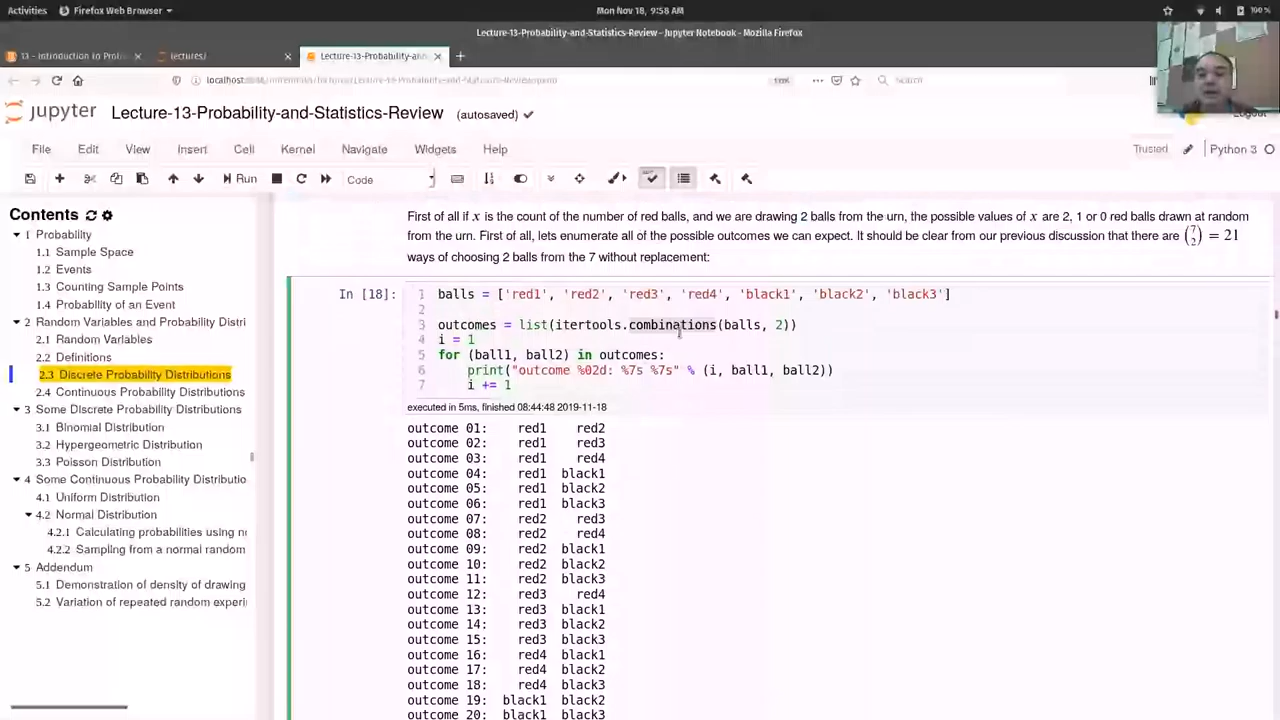 Activities
Firefox Web Browser
Mon Nov 18, 9:58 AM
100 %
Lecture-13-Probability-and-Statistics-Review - Jupyter Notebook - Mozilla Firefox
13 - Introduction to Prob
lectures/
Lecture-13-Probability-an
Search
jupyter
Lecture-13-Probability-and-Statistics-Review
(autosaved)
Logout
File
Edit
View
Insert
Cell
Kernel
Navigate
Widgets
Help
Trusted
Python 3
Run
Code
Contents
1 Probability
1.1 Sample Space
1.2 Events
1.3 Counting Sample Points
1.4 Probability of an Event
2 Random Variables and Probability Distri
2.1 Random Variables
2.2 Definitions
2.3 Discrete Probability Distributions
2.4 Continuous Probability Distributions
3 Some Discrete Probability Distributions
3.1 Binomial Distribution
3.2 Hypergeometric Distribution
3.3 Poisson Distribution
4 Some Continuous Probability Distributio
4.1 Uniform Distribution
4.2 Normal Distribution
4.2.1 Calculating probabilities using n
4.2.2 Sampling from a normal random
5 Addendum
5.1 Demonstration of density of drawing
5.2 Variation of repeated random experi
First of all if x is the count of the number of red balls, and we are drawing 2 balls from the urn, the possible values of x are 2, 1 or 0 red balls drawn at random
from the urn. First of all, lets enumerate all of the possible outcomes we can expect. It should be clear from our previous discussion that there are (7 2) = 21
ways of choosing 2 balls from the 7 without replacement:
In [18]:
1 balls = ['red1', 'red2', 'red3', 'red4', 'black1', 'black2', 'black3']
2
3 outcomes = list(itertools.combinations(balls, 2))
4 i = 1
5 for (ball1, ball2) in outcomes:
6 print("outcome %02d: %7s %7s" % (i, ball1, ball2))
7 i += 1
executed in 5ms, finished 08:44:48 2019-11-18
outcome 01: red1 red2
outcome 02: red1 red3
outcome 03: red1 red4
outcome 04: red1 black1
outcome 05: red1 black2
outcome 06: red1 black3
outcome 07: red2 red3
outcome 08: red2 red4
outcome 09: red2 black1
outcome 10: red2 black2
outcome 11: red2 black3
outcome 12: red3 red4
outcome 13: red3 black1
outcome 14: red3 black2
outcome 15: red3 black3
outcome 16: red4 black1
outcome 17: red4 black2
outcome 18: red4 black3
outcome 19: black1 black2
outcome 20: black1 black3